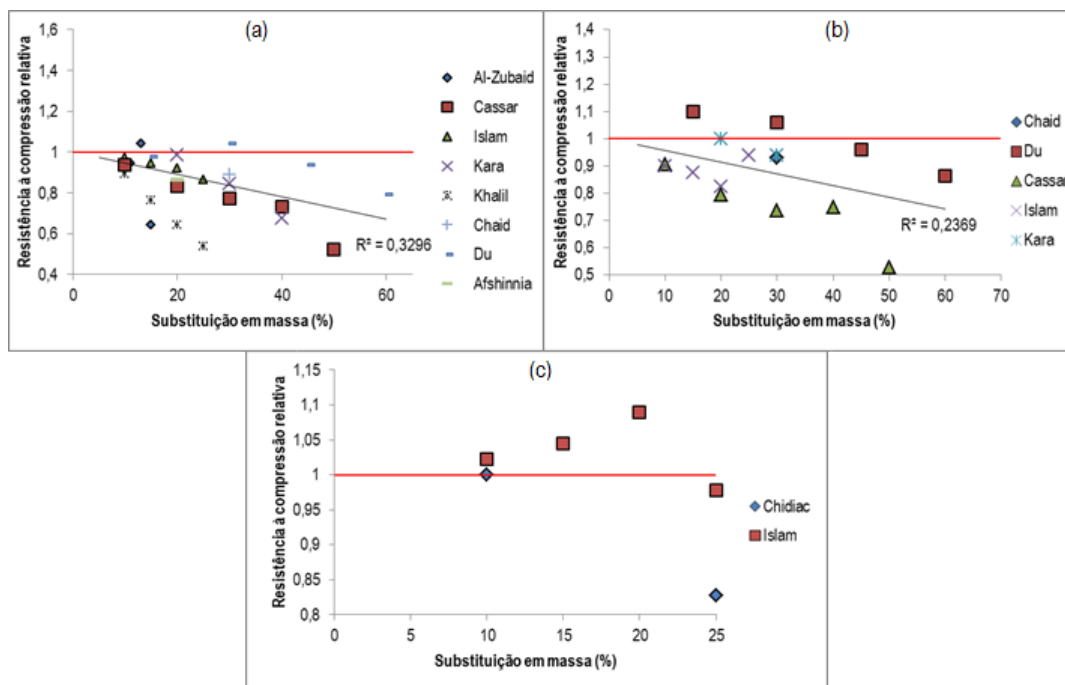 (a)
Resistência à compressão relativa
1,6
1,4
1,2
1
0,8
0,6
0,4
0
20
40
60
Substituição em massa (%)
R² = 0,3296
Al-Zubaid
Cassar
Islam
Kara
Khalil
Chaid
Du
Afshinnia
(b)
Resistência à compressão relativa
1,4
1,3
1,2
1,1
1
0,9
0,8
0,7
0,6
0,5
0
10
20
30
40
50
60
70
Substituição em massa (%)
R² = 0,2369
Chaid
Du
Cassar
Islam
Kara
(c)
Resistência à compressão relativa
1,15
1,1
1,05
1
0,95
0,9
0,85
0,8
0
5
10
15
20
25
Substituição em massa (%)
Chidiac
Islam